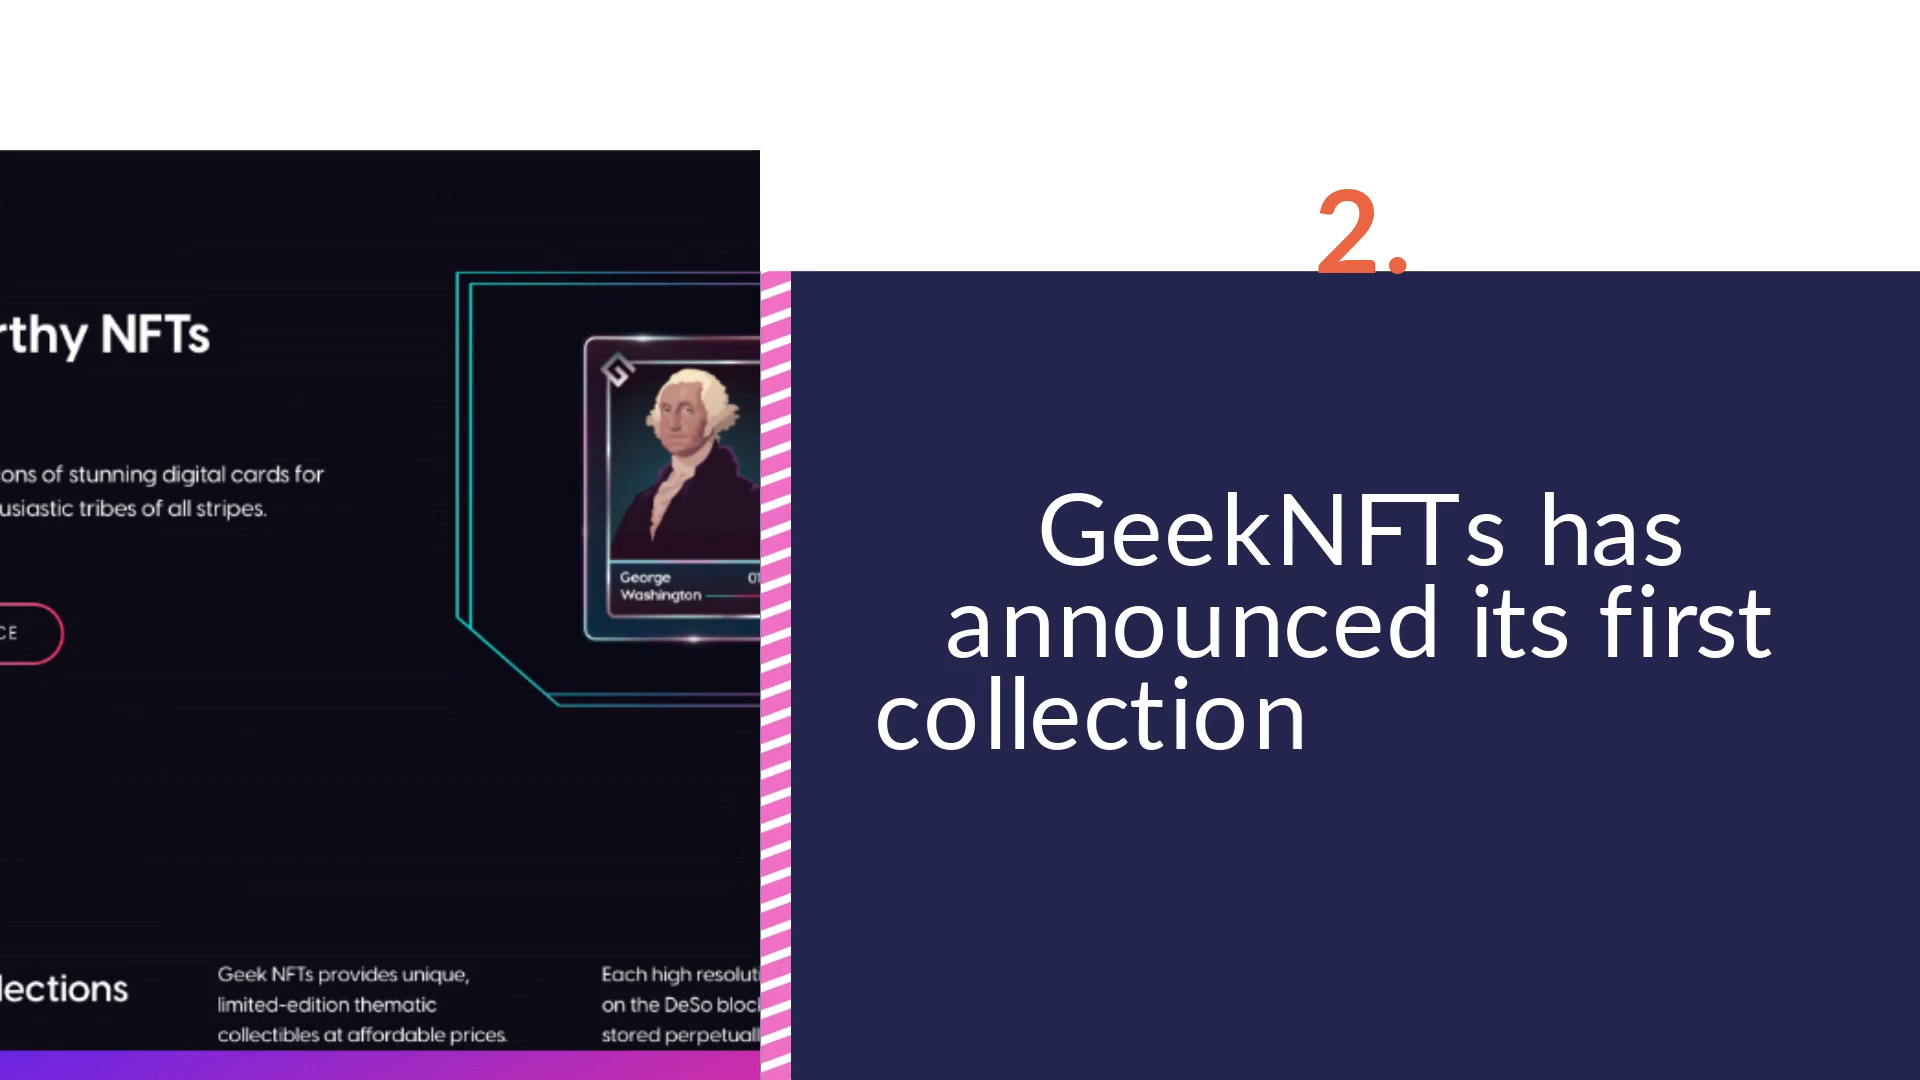 rthy NFTs
ons of stunning digital cards for
usiastic tribes of all stripes.
CE
George
Washington
01
lections
Geek NFTs provides unique,
limited-edition thematic
collectibles at affordable prices.
Each high resolut
on the DeSo bloc
stored perpetuall
2.
GeekNFTs has
announced its first
collection